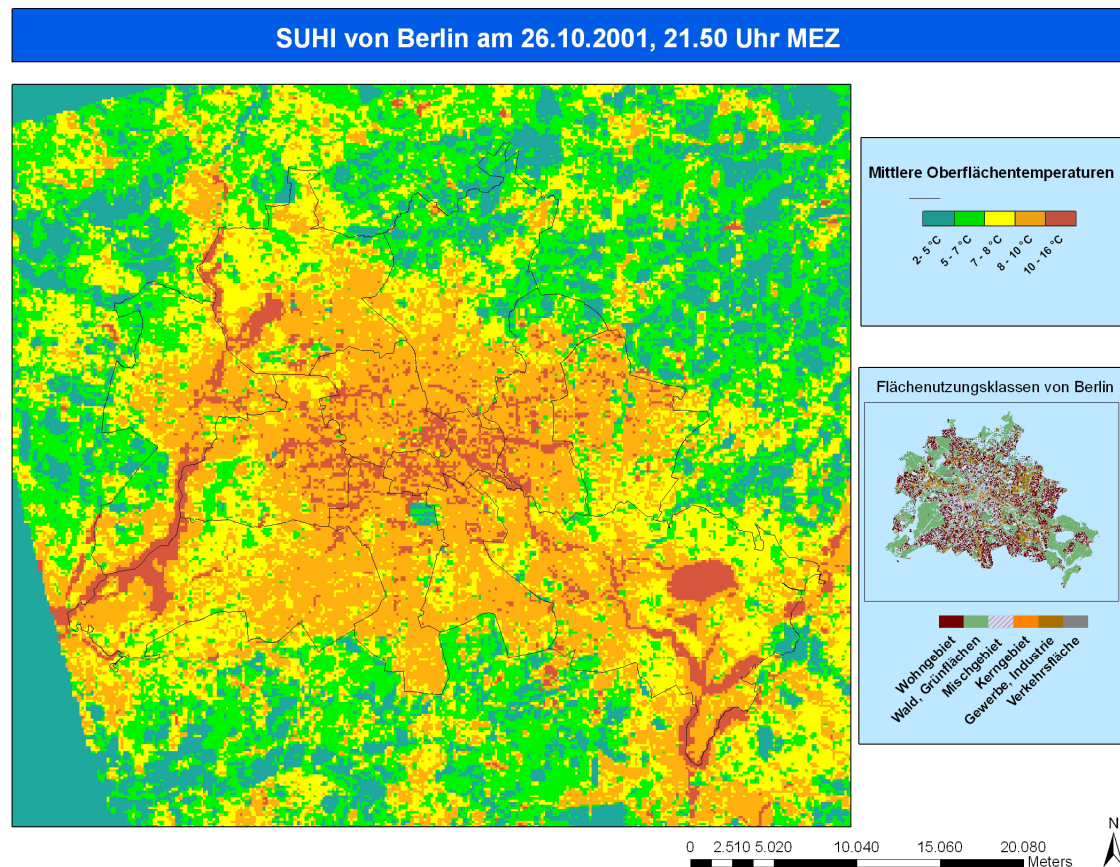 SUHI von Berlin am 26.10.2001, 21.50 Uhr MEZ
Mittlere Oberflächentemperaturen
2- 5 °C
5 - 7 °C
7 - 8 °C
8 - 10 °C
10 - 16 °C
Flächenutzungsklassen von Berlin
Wohngebiet
Wald, Grünflächen
Mischgebiet
Kerngebiet
Gewerbe, Industrie
Verkehrsfläche
0 2.510 5.020 10.040 15.060 20.080
Meters
N